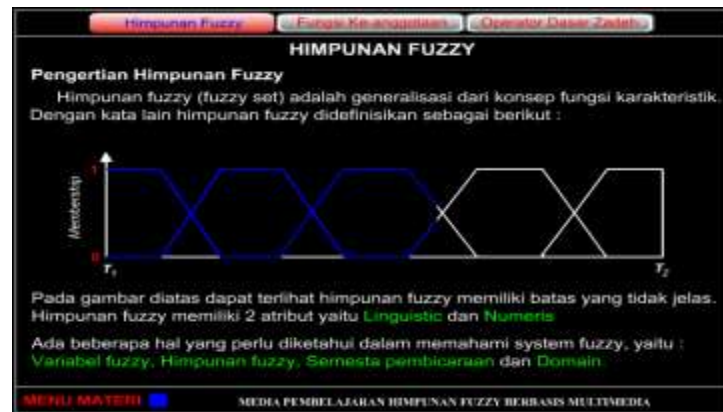 Himpunan Fuzzy Fungsi Ke-anggotaan Operator Dasar Zadeh
HIMPUNAN FUZZY
Pengertian Himpunan Fuzzy
Himpunan fuzzy (fuzzy set) adalah generalisasi dari konsep fungsi karakteristik.
Dengan kata lain himpunan fuzzy didefinisikan sebagai berikut :
1
Membership
0
T1 T2
Pada gambar diatas dapat terlihat himpunan fuzzy memiliki batas yang tidak jelas.
Himpunan fuzzy memiliki 2 atribut yaitu Linguistic dan Numeris
Ada beberapa hal yang perlu diketahui dalam memahami system fuzzy, yaitu :
Variabel fuzzy, Himpunan fuzzy, Semesta pembicaraan dan Domain.
MENU MATERI MEDIA PEMBELAJARAN HIMPUNAN FUZZY BERBASIS MULTIMEDIA